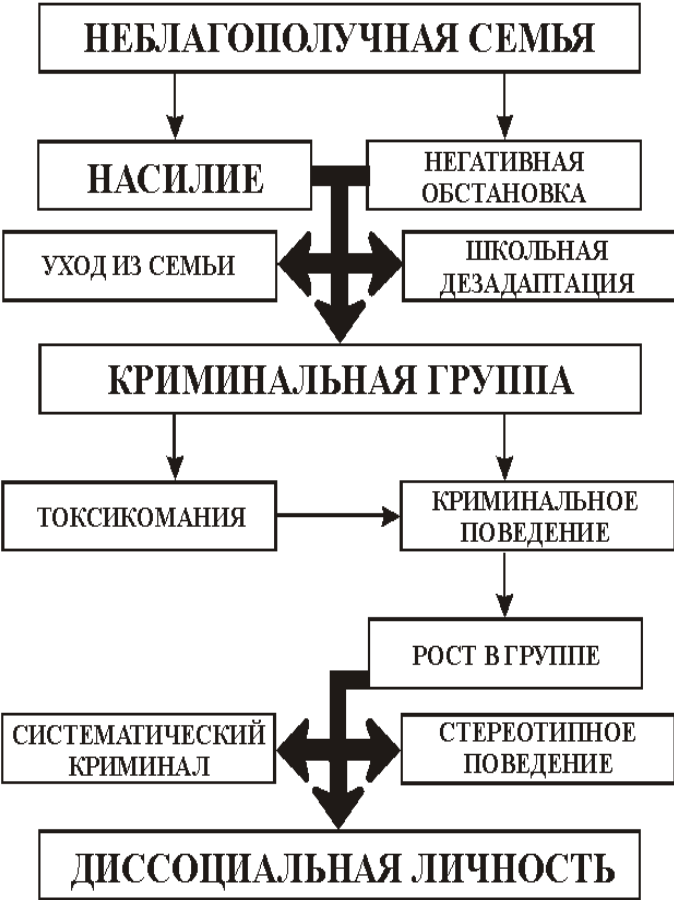 НЕБЛАГОПОЛУЧНАЯ СЕМЬЯ
НАСИЛИЕ
НЕГАТИВНАЯ
ОБСТАНОВКА
УХОД ИЗ СЕМЬИ
ШКОЛЬНАЯ
ДЕЗАДАПТАЦИЯ
КРИМИНАЛЬНАЯ ГРУППА
ТОКСИКОМАНИЯ
КРИМИНАЛЬНОЕ
ПОВЕДЕНИЕ
РОСТ В ГРУППЕ
СИСТЕМАТИЧЕСКИЙ
КРИМИНАЛ
СТЕРЕОТИПНОЕ
ПОВЕДЕНИЕ
ДИССОЦИАЛЬНАЯ ЛИЧНОСТЬ